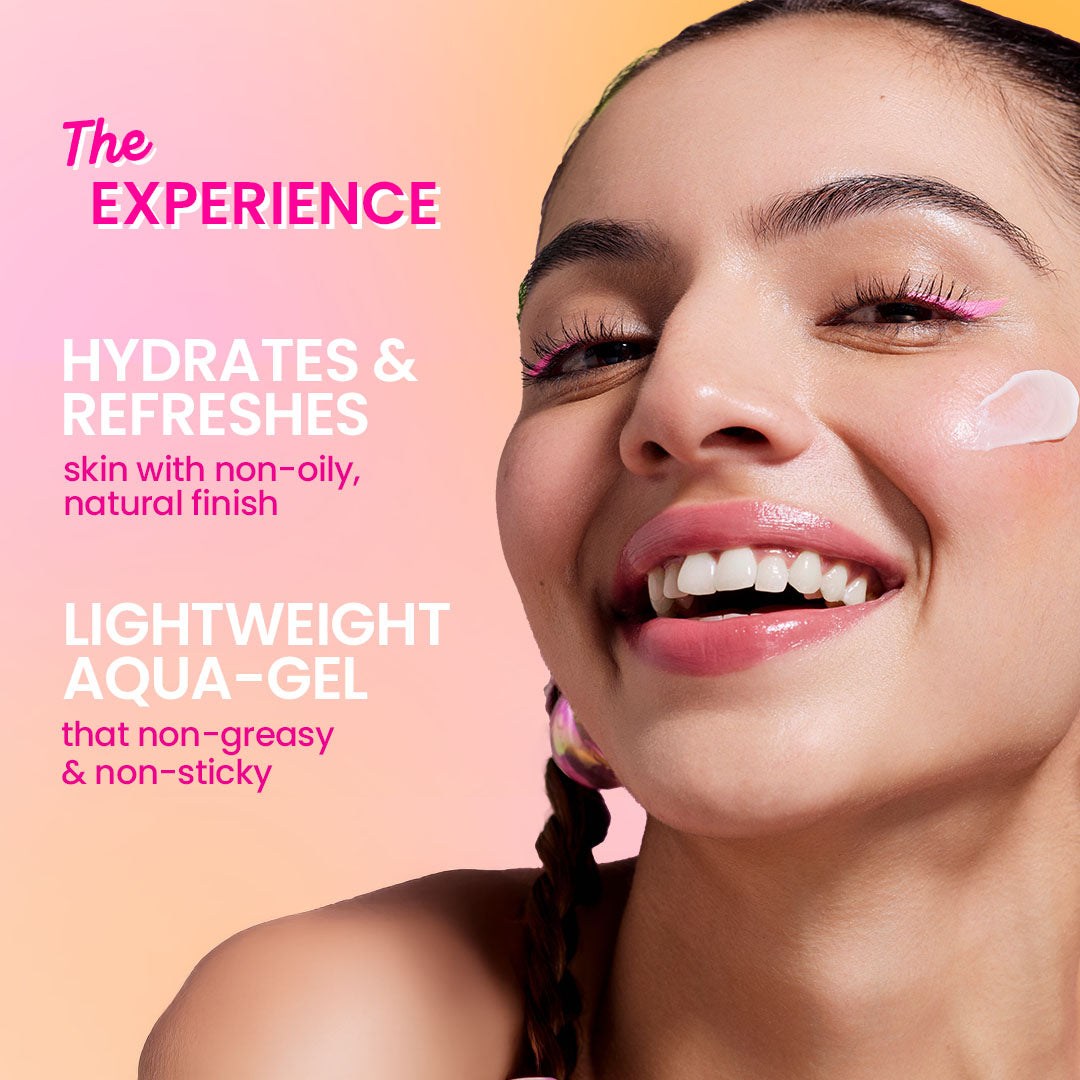 The
EXPERIENCE
HYDRATES &
REFRESHES
skin with non-oily,
natural finish
LIGHTWEIGHT
AQUA-GEL
that non-greasy
& non-sticky